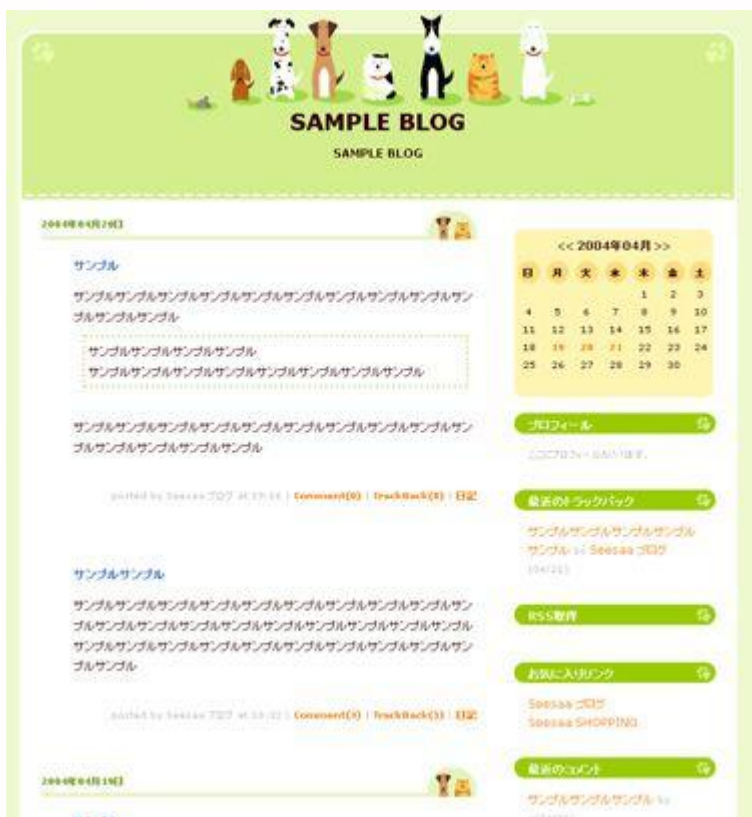 SAMPLE BLOG
SAMPLE BLOG
2004年04月20日
サンプル
サンプルサンプルサンプルサンプルサンプルサンプルサンプルサンプルサンプルサン
プルサンプルサンプル
サンプルサンプルサンプルサンプル
サンプルサンプルサンプルサンプルサンプルサンプルサンプルサンプル
サンプルサンプルサンプルサンプルサンプルサンプルサンプルサンプルサンプルサン
プルサンプルサンプルサンプルサンプル
posted by Seesaa ブログ at | Comment(0) | TrackBack(0) | 日記
サンプルサンプル
サンプルサンプルサンプルサンプルサンプルサンプルサンプルサンプルサンプルサン
プルサンプルサンプルサンプルサンプルサンプルサンプルサンプルサンプルサンプル
サンプルサンプルサンプルサンプルサンプルサンプルサンプルサンプルサンプルサン
プルサンプル
posted by Seesaa ブログ at | Comment(3) | TrackBack(3) | 日記
2004年04月19日
<< 2004年04月 >>
日 月 火 水 木 金 土
1 2 3
4 5 6 7 8 9 10
11 12 13 14 15 16 17
18 19 20 21 22 23 24
25 26 27 28 29 30
プロフィール
最近のトラックバック
サンプルサンプルサンプルサンプル
サンプル by Seesaa ブログ
RSS取得
お気に入りリンク
Seesaa ブログ
Seesaa SHOPPING
最近のコメント
サンプルサンプルサンプル by